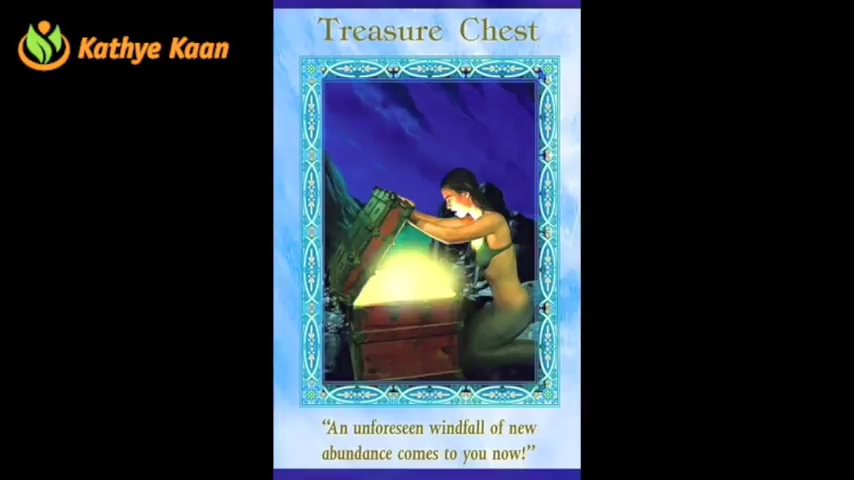 Kathye Kaan
Treasure Chest
“An unforeseen windfall of new
abundance comes to you now!”